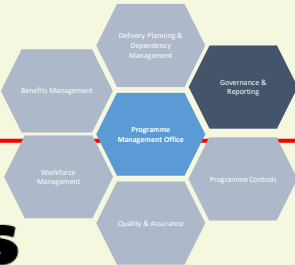 Delivery Planning &
Dependency
Management
Benefits Management
Governance &
Reporting
Programme
Management Office
Workforce
Management
Programme Controls
Quality & Assurance
s